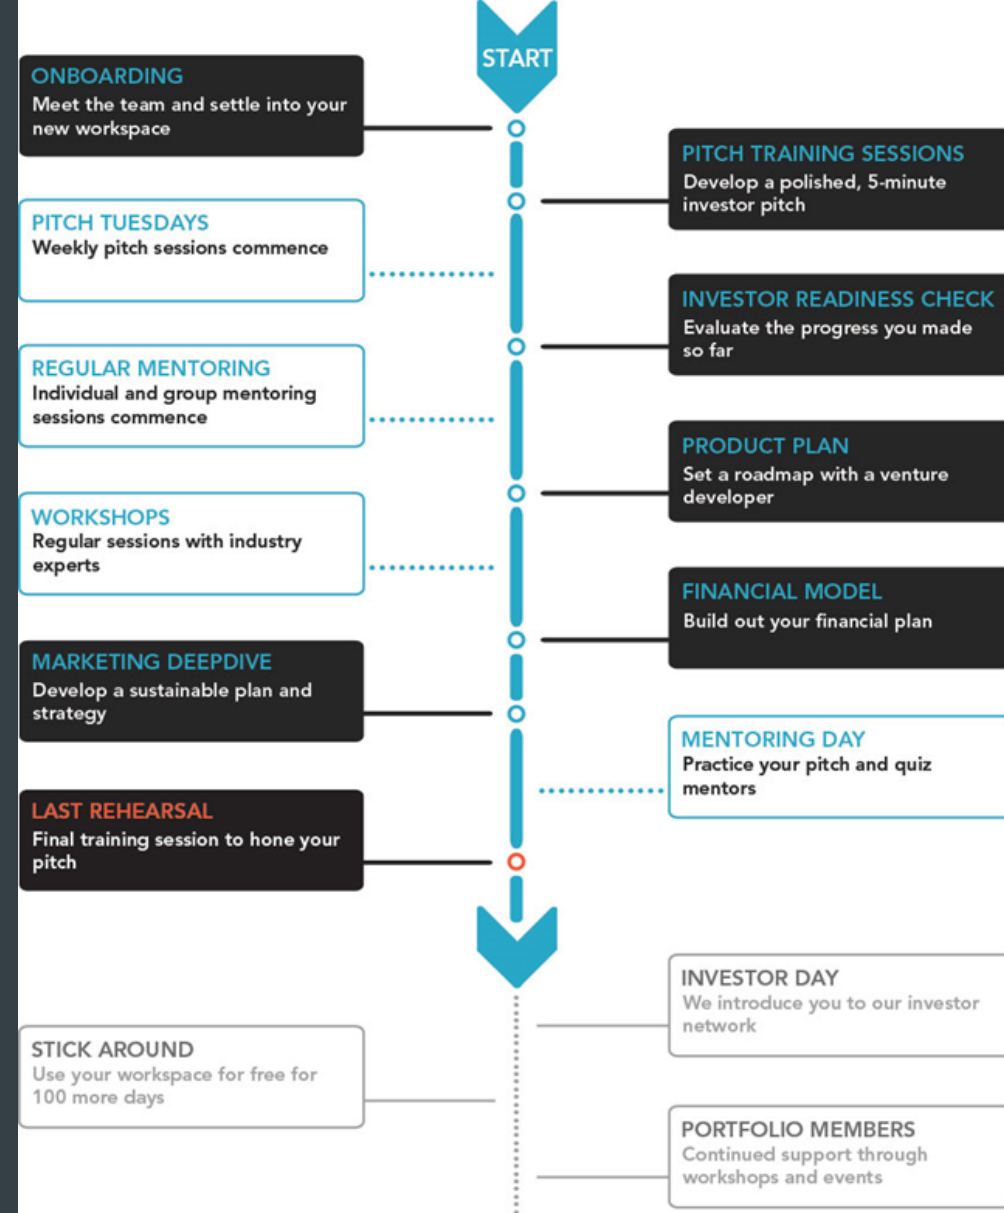 START
ONBOARDING
Meet the team and settle into your
new workspace
PITCH TRAINING SESSIONS
Develop a polished, 5-minute
investor pitch
PITCH TUESDAYS
Weekly pitch sessions commence
INVESTOR READINESS CHECK
Evaluate the progress you made
so far
REGULAR MENTORING
Individual and group mentoring
sessions commence
PRODUCT PLAN
Set a roadmap with a venture
developer
WORKSHOPS
Regular sessions with industry
experts
FINANCIAL MODEL
Build out your financial plan
MARKETING DEEPDIVE
Develop a sustainable plan and
strategy
MENTORING DAY
Practice your pitch and quiz
mentors
LAST REHEARSAL
Final training session to hone your
pitch
INVESTOR DAY
We introduce you to our investor
network
STICK AROUND
Use your workspace for free for
100 more days
PORTFOLIO MEMBERS
Continued support through
workshops and events